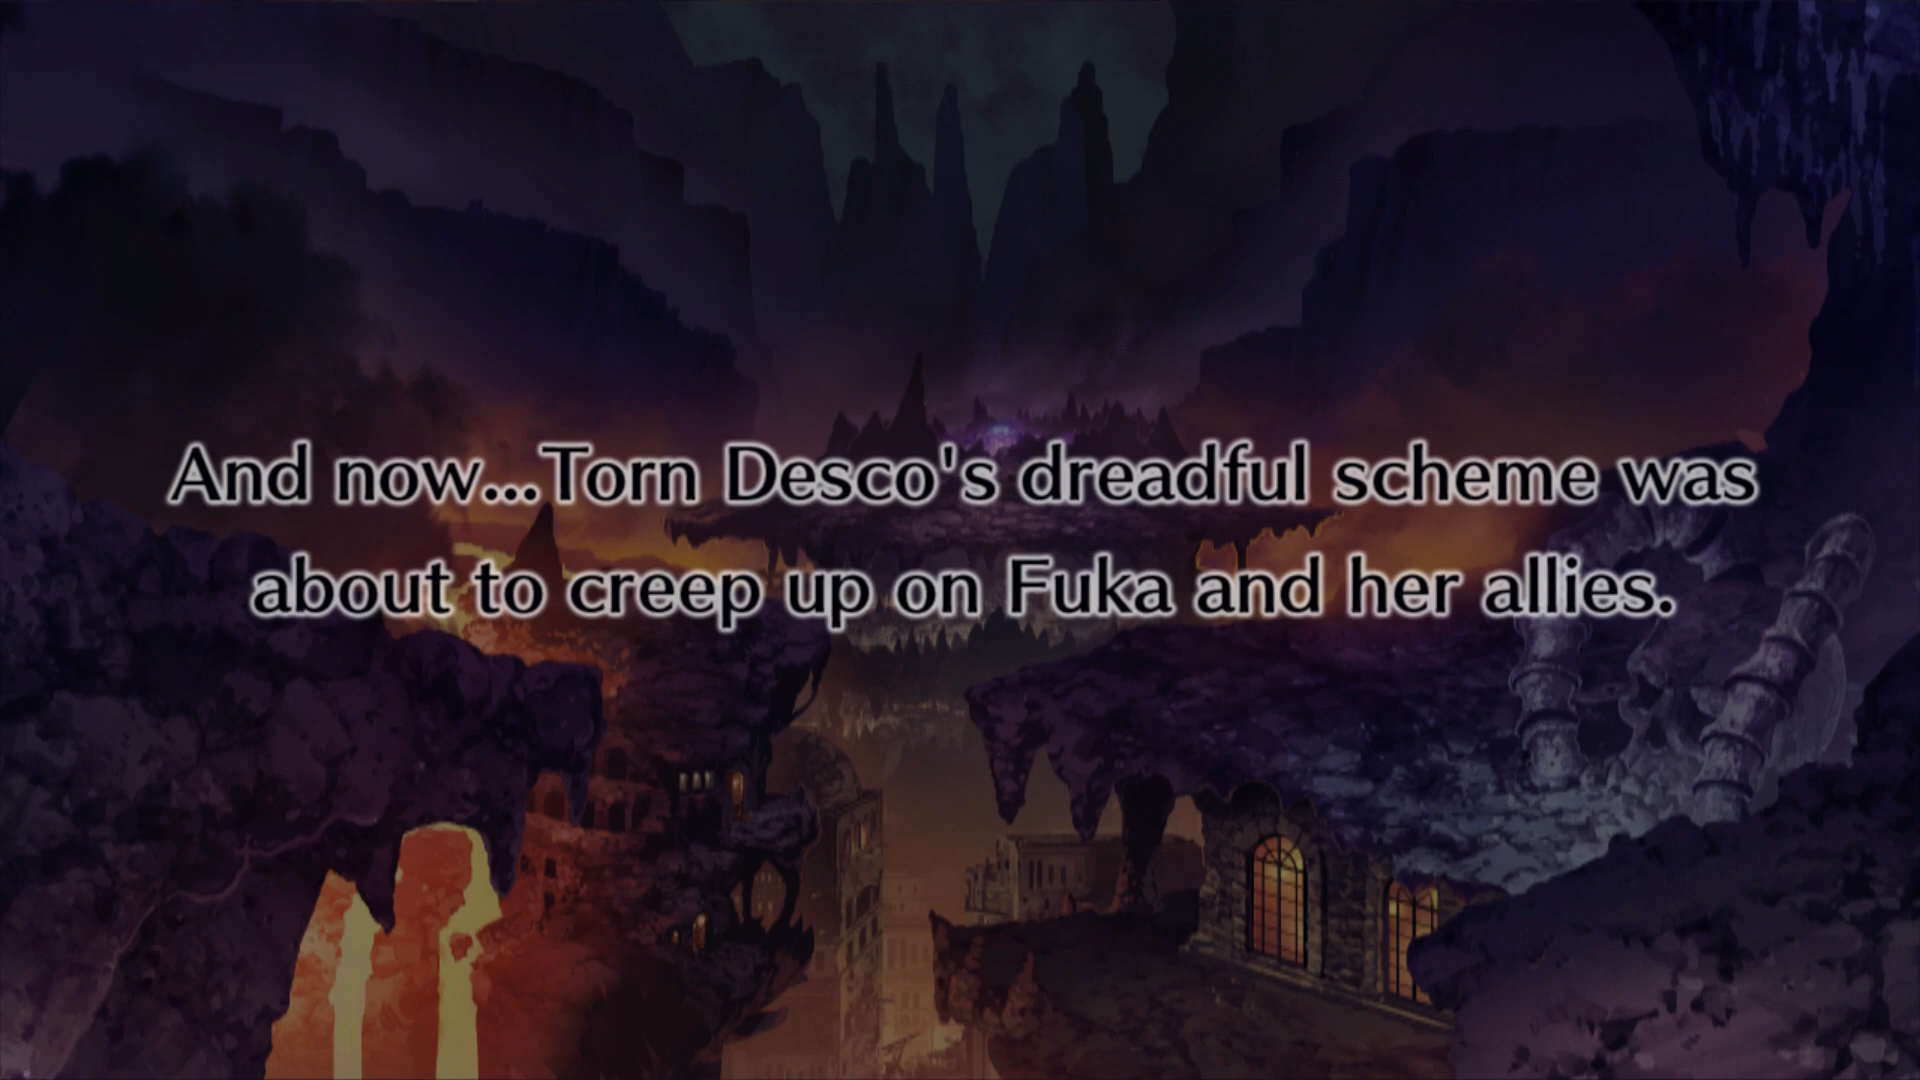 And now...Torn Desco's dreadful scheme was
about to creep up on Fuka and her allies.